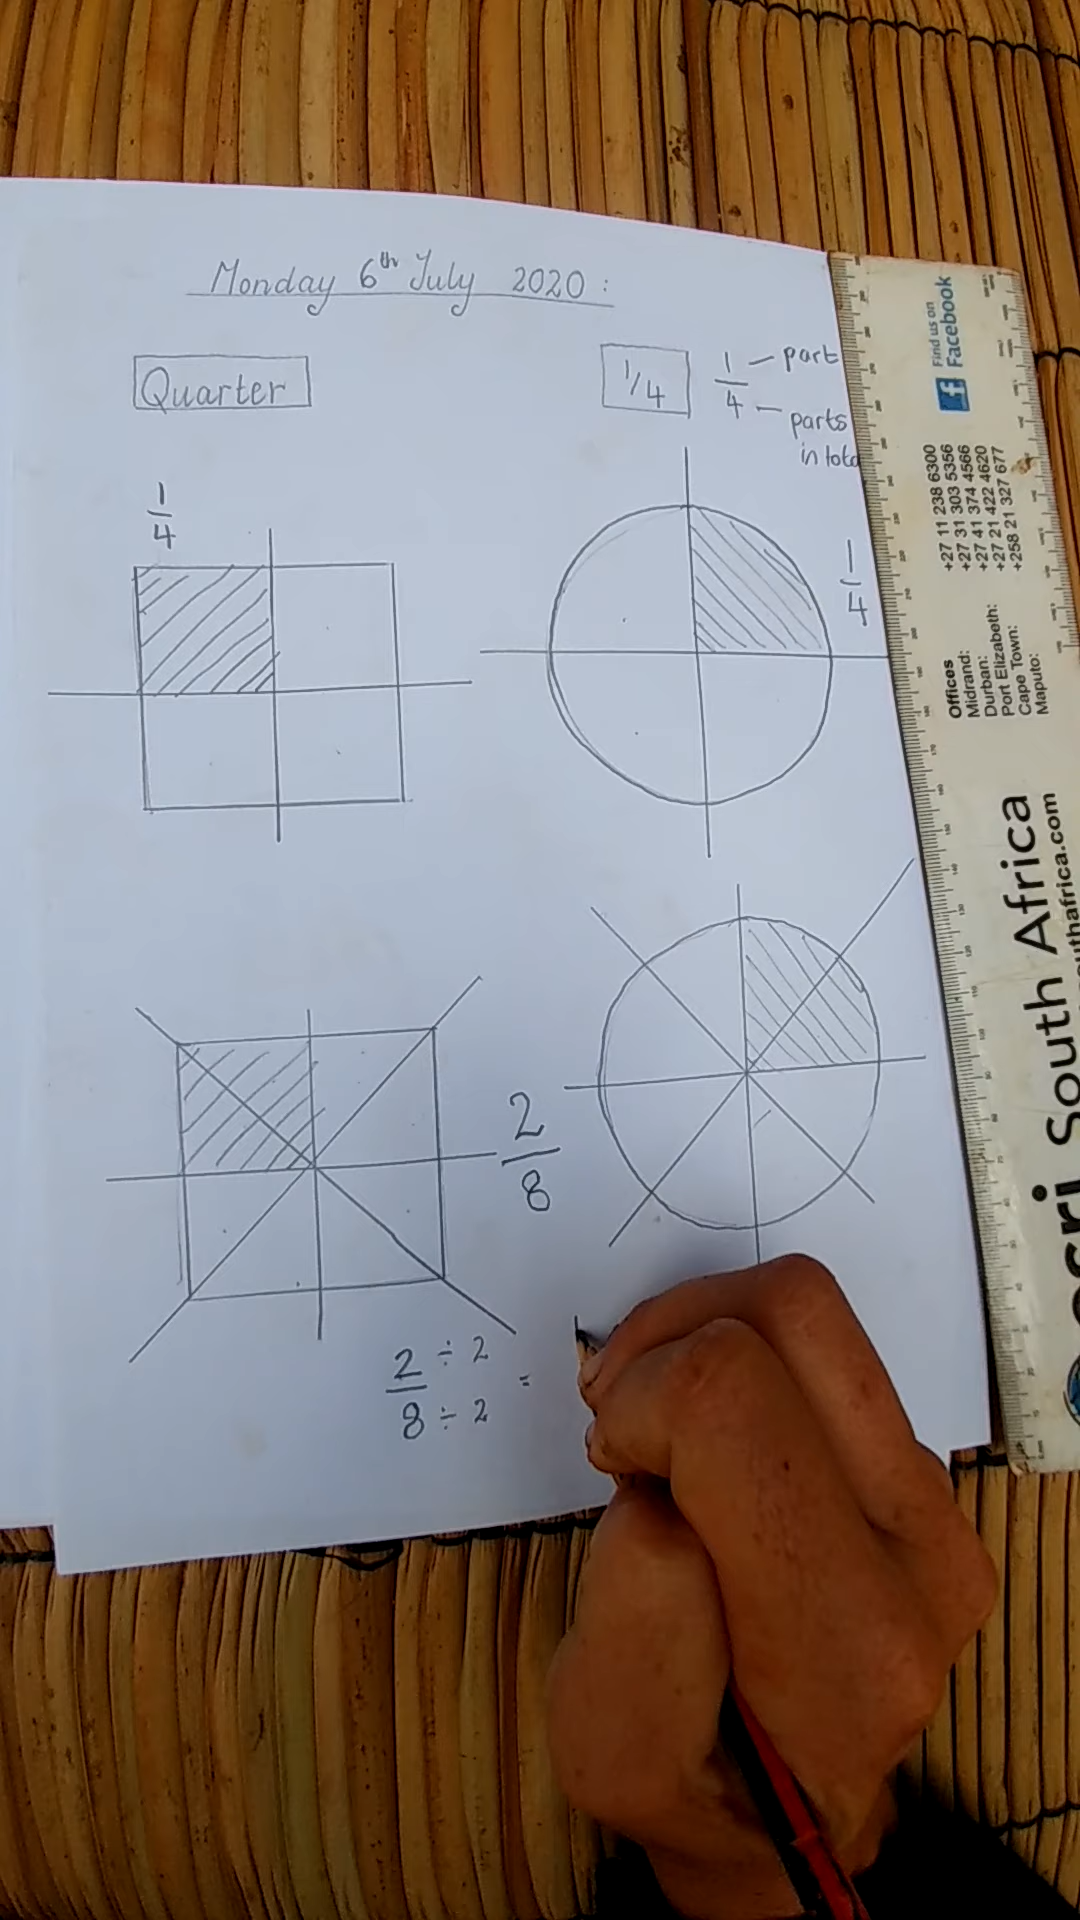 Monday 6th July 2020 :
Quarter
1/4
1/4 — part
— parts
in tota
1/4
1/4
2/8
2/8 ÷ 2 ÷ 2 =
Find us on
Facebook
+27 11 238 6300
+27 31 303 5356
+27 41 374 4566
+27 21 422 4620
+258 21 327 677
Offices
Midrand:
Durban:
Port Elizabeth:
Cape Town:
Maputo:
South Africa
uthafrica.com